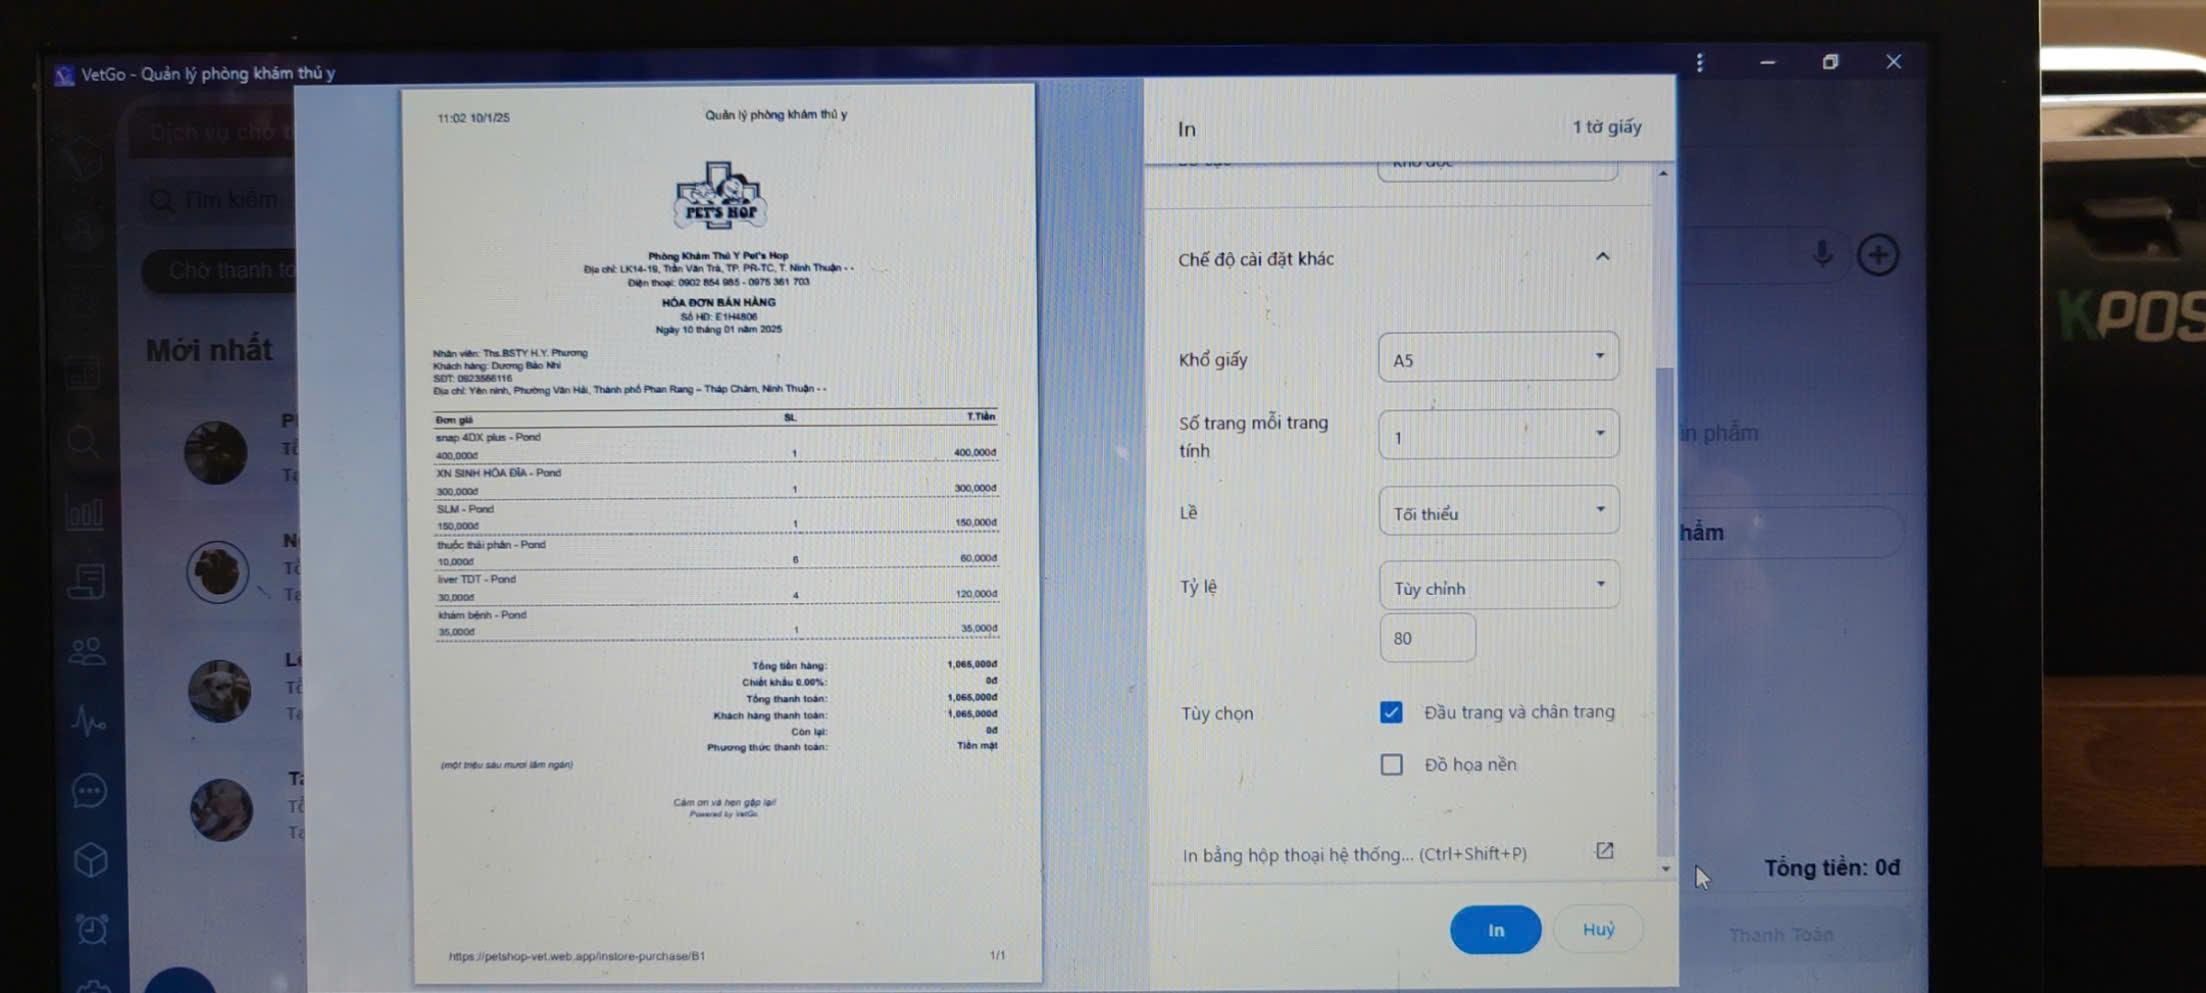 VetGo - Quản lý phòng khám thú y
Dịch vụ chờ t
Tìm kiếm
Chờ thanh to
Mới nhất
11:02 10/1/25
Quản lý phòng khám thú y
PET'S HOP
Phòng Khám Thú Y Pet's Hop
Địa chỉ: LK14-19, Trần Văn Trà, TP. PR-TC, T. Ninh Thuận - -
Điện thoại: 0902 854 985 - 0975 361 703
HÓA ĐƠN BÁN HÀNG
Số HD: E1H4806
Ngày 10 tháng 01 năm 2025
Nhân viên: Ths.BSTY H.Y. Phương
Khách hàng: Dương Bảo Nhi
SĐT: 0923566116
Địa chỉ: Yên ninh, Phường Văn Hải, Thành phố Phan Rang – Tháp Chàm, Ninh Thuận - -
Đơn giá SL T.Tiền
snap 4DX plus - Pond
400,000đ 1 400,000đ
XN SINH HÓA ĐĨA - Pond
300,000đ 1 300,000đ
SLM - Pond
150,000đ 1 150,000đ
thuốc thải phân - Pond
10,000đ 6 60,000đ
liver TDT - Pond
30,000đ 4 120,000đ
khám bệnh - Pond
35,000đ 1 35,000đ
Tổng tiền hàng: 1,065,000đ
Chiết khấu 0.00%: 0đ
Tổng thanh toán: 1,065,000đ
Khách hàng thanh toán: 1,065,000đ
Còn lại: 0đ
Phương thức thanh toán: Tiền mặt
(một triệu sáu mươi lăm ngàn)
Cảm ơn và hẹn gặp lại!
Powered by VetGo
https://petshop-vet.web.app/instore-purchase/B1
1/1
In
1 tờ giấy
Khổ dọc
Chế độ cài đặt khác
Khổ giấy
A5
Số trang mỗi trang tính
1
Lề
Tối thiểu
Tỷ lệ
Tùy chỉnh
80
Tùy chọn
Đầu trang và chân trang
Đồ họa nền
In bằng hộp thoại hệ thống... (Ctrl+Shift+P)
In
Huỷ
ản phẩm
hẩm
Tổng tiền: 0đ
Thanh Toán
KPOS